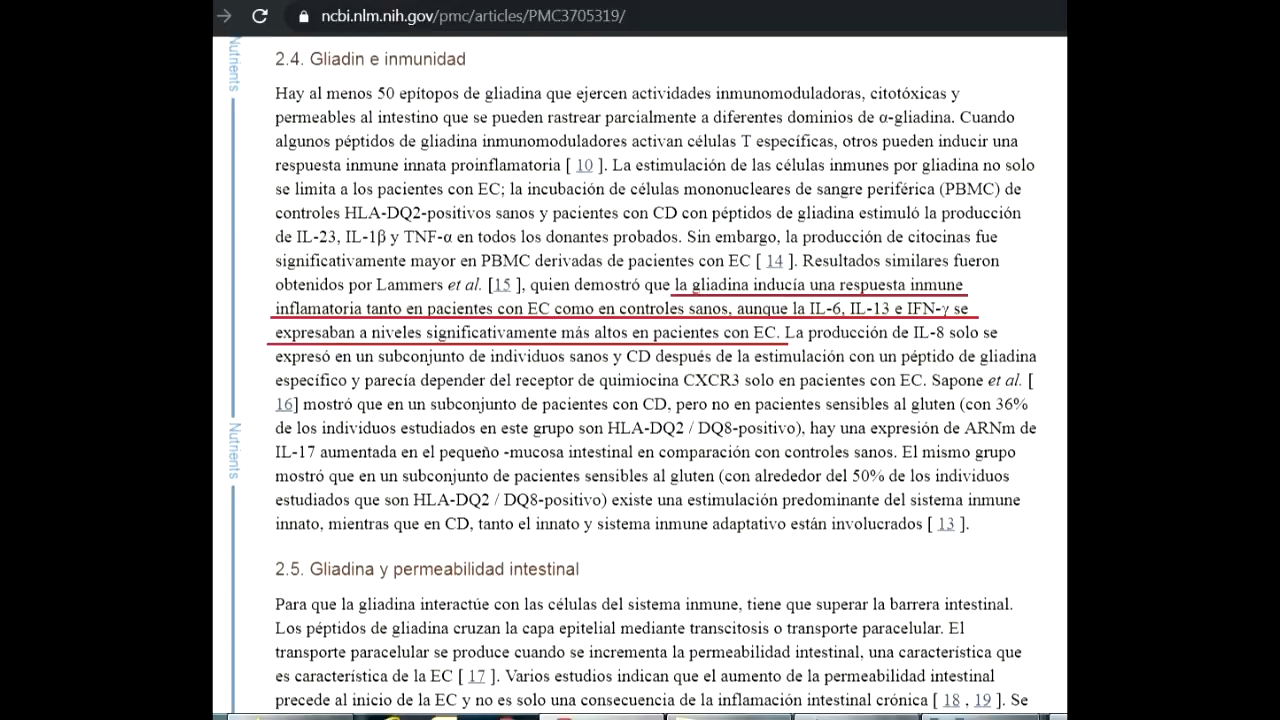 ncbi.nlm.nih.gov/pmc/articles/PMC3705319/
Nutrients
2.4. Gliadin e inmunidad
Hay al menos 50 epítopos de gliadina que ejercen actividades inmunomoduladoras, citotóxicas y
permeables al intestino que se pueden rastrear parcialmente a diferentes dominios de α-gliadina. Cuando
algunos péptidos de gliadina inmunomoduladores activan células T específicas, otros pueden inducir una
respuesta inmune innata proinflamatoria [ 10 ]. La estimulación de las células inmunes por gliadina no solo
se limita a los pacientes con EC; la incubación de células mononucleares de sangre periférica (PBMC) de
controles HLA-DQ2-positivos sanos y pacientes con CD con péptidos de gliadina estimuló la producción
de IL-23, IL-1β y TNF-α en todos los donantes probados. Sin embargo, la producción de citocinas fue
significativamente mayor en PBMC derivadas de pacientes con EC [ 14 ]. Resultados similares fueron
obtenidos por Lammers et al. [15 ], quien demostró que la gliadina inducía una respuesta inmune
inflamatoria tanto en pacientes con EC como en controles sanos, aunque la IL-6, IL-13 e IFN-γ se
expresaban a niveles significativamente más altos en pacientes con EC. La producción de IL-8 solo se
expresó en un subconjunto de individuos sanos y CD después de la estimulación con un péptido de gliadina
específico y parecía depender del receptor de quimiocina CXCR3 solo en pacientes con EC. Sapone et al. [
16] mostró que en un subconjunto de pacientes con CD, pero no en pacientes sensibles al gluten (con 36%
de los individuos estudiados en este grupo son HLA-DQ2 / DQ8-positivo), hay una expresión de ARNm de
Nutrients
IL-17 aumentada en el pequeño -mucosa intestinal en comparación con controles sanos. El mismo grupo
mostró que en un subconjunto de pacientes sensibles al gluten (con alrededor del 50% de los individuos
estudiados que son HLA-DQ2 / DQ8-positivo) existe una estimulación predominante del sistema inmune
innato, mientras que en CD, tanto el innato y sistema inmune adaptativo están involucrados [ 13 ].
2.5. Gliadina y permeabilidad intestinal
Para que la gliadina interactúe con las células del sistema inmune, tiene que superar la barrera intestinal.
Los péptidos de gliadina cruzan la capa epitelial mediante transcitosis o transporte paracelular. El
transporte paracelular se produce cuando se incrementa la permeabilidad intestinal, una característica que
es característica de la EC [ 17 ]. Varios estudios indican que el aumento de la permeabilidad intestinal
precede al inicio de la EC y no es solo una consecuencia de la inflamación intestinal crónica [ 18 , 19 ]. Se